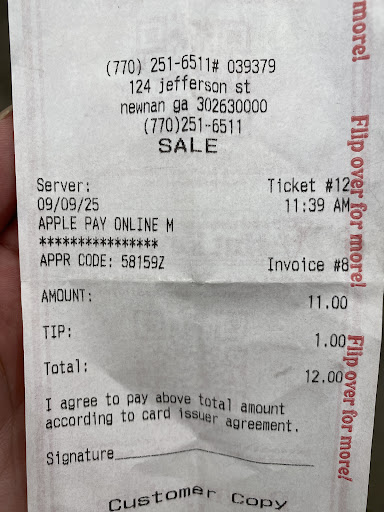 (770) 251-6511# 039379
124 jefferson st
newnan ga 302630000
(770)251-6511
SALE
Server: Ticket #12
09/09/25 11:39 AM
APPLE PAY ONLINE M
****************
APPR CODE: 58159Z Invoice #8
AMOUNT: 11.00
TIP: 1.00
Total: 12.00
I agree to pay above total amount
according to card issuer agreement.
Signature
Customer Copy
more!
Flip over for more!
Flip over for more!